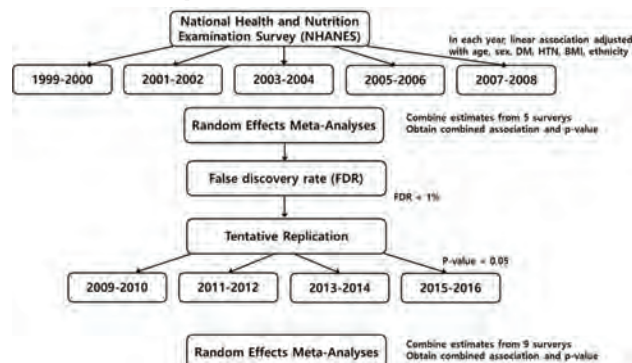 National Health and Nutrition
Examination Survey (NHANES)
In each year, linear association adjusted
with age, sex, DM, HTN, BMI, ethnicity
1999-2000
2001-2002
2003-2004
2005-2006
2007-2008
Random Effects Meta-Analyses
Combine estimates from 5 surverys
Obtain combined association and p-value
False discovery rate (FDR)
FDR < 1%
Tentative Replication
P-value < 0.05
2009-2010
2011-2012
2013-2014
2015-2016
Random Effects Meta-Analyses
Combine estimates from 9 surverys
Obtain combined association and p-value